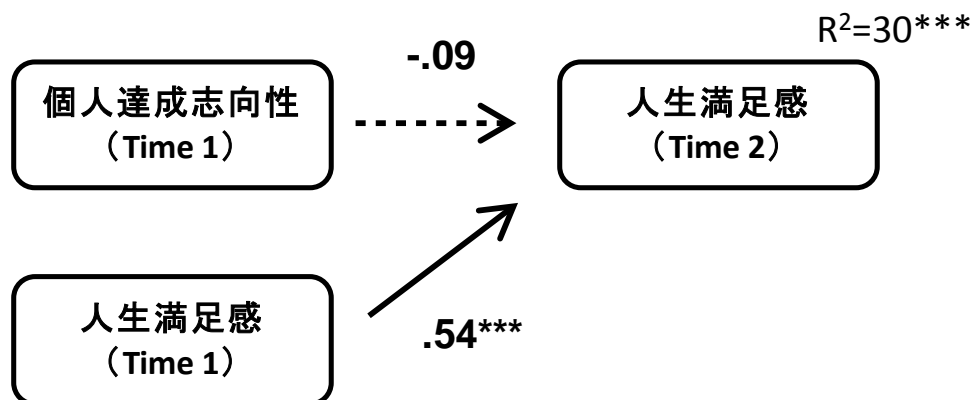 R²=30***
-.09
個人達成志向性
（Time 1）
人生満足感
（Time 2）
人生満足感
（Time 1）
.54***